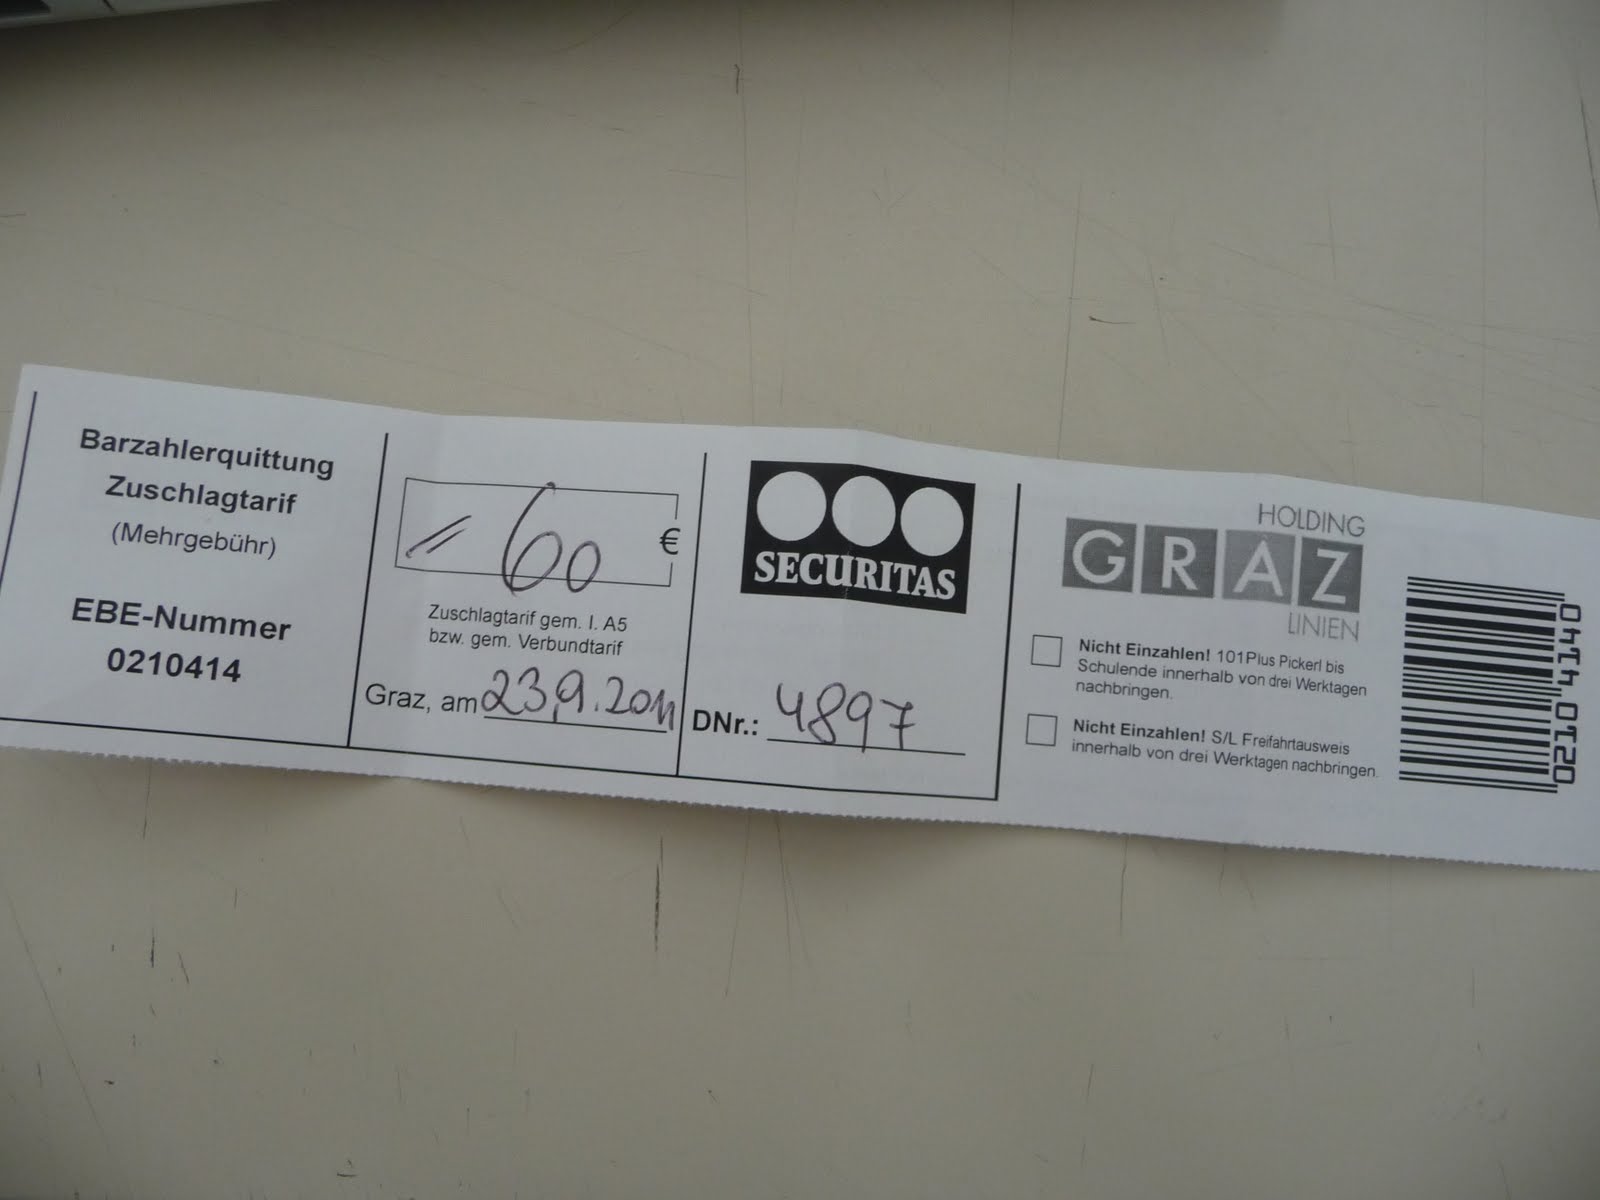 Barzahlerquittung
Zuschlagtarif
(Mehrgebühr)
EBE-Nummer
0210414
60 €
Zuschlagtarif gem. I. A5
bzw. gem. Verbundtarif
Graz, am 23.9.2011
SECURITAS
DNr.: 4897
HOLDING
GRAZ
LINIEN
Nicht Einzahlen! 101Plus Pickerl bis
Schulende innerhalb von drei Werktagen
nachbringen.
Nicht Einzahlen! S/L Freifahrtausweis
innerhalb von drei Werktagen nachbringen.
0414 0120